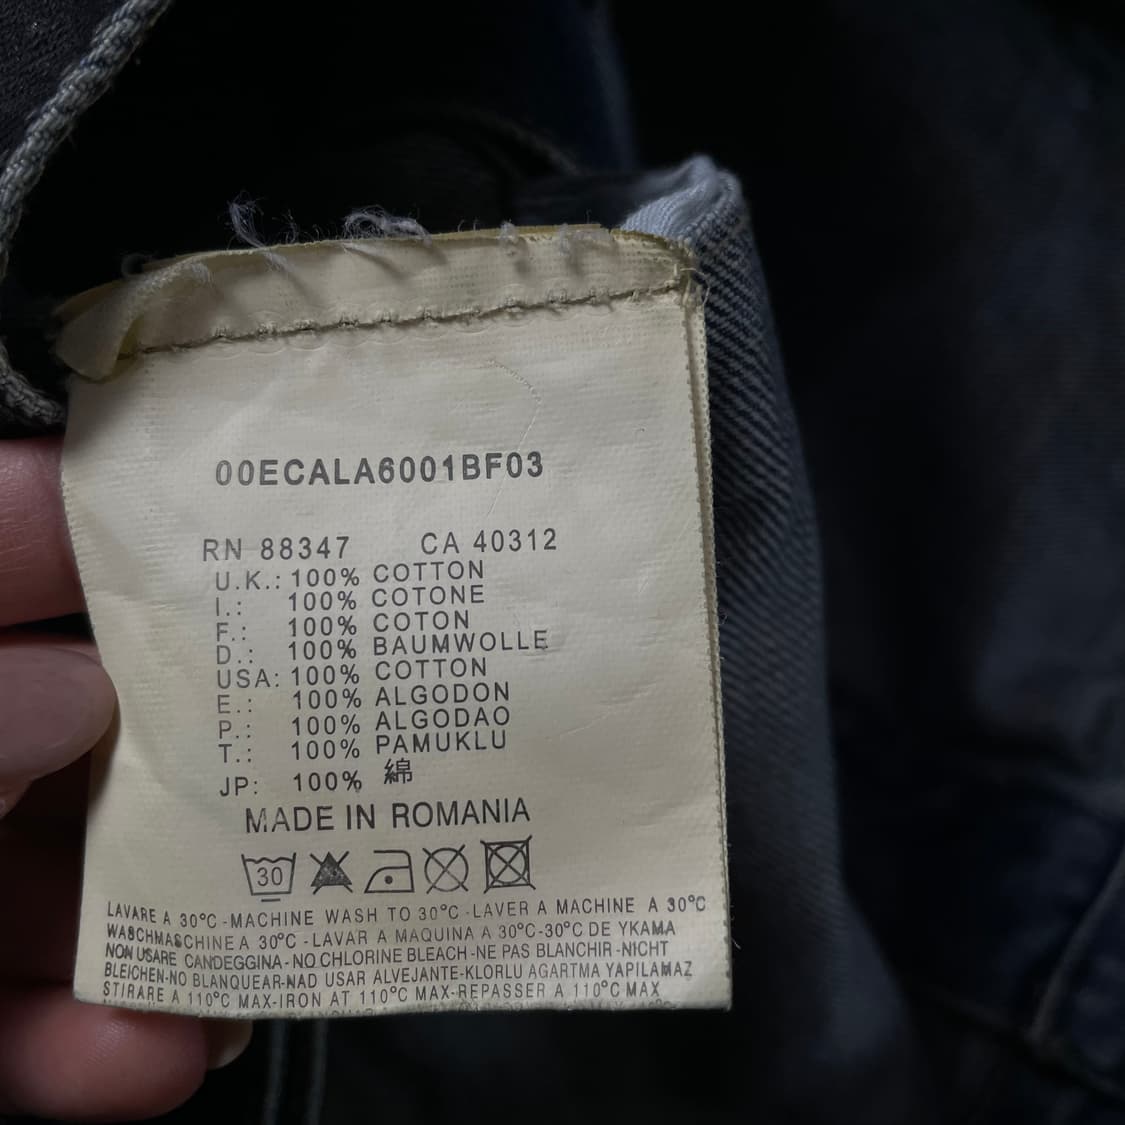 00ECALA6001BF03
RN 88347 CA 40312
U.K.: 100% COTTON
I.: 100% COTONE
F.: 100% COTON
D.: 100% BAUMWOLLE
USA: 100% COTTON
E.: 100% ALGODON
P.: 100% ALGODAO
T.: 100% PAMUKLU
JP: 100% 綿
MADE IN ROMANIA
30
LAVARE A 30°C-MACHINE WASH TO 30°C-LAVER A MACHINE A 30°C
WASCHMASCHINE A 30°C-LAVAR A MAQUINA A 30°C-30°C DE YKAMA
NON USARE CANDEGGINA-NO CHLORINE BLEACH-NE PAS BLANCHIR-NICHT
BLEICHEN-NO BLANQUEAR-NAD USAR ALVEJANTE-KLORLU AGARTMA YAPILAMAZ
STIRARE A 110°C MAX-IRON AT 110°C MAX-REPASSER A 110°C MAX